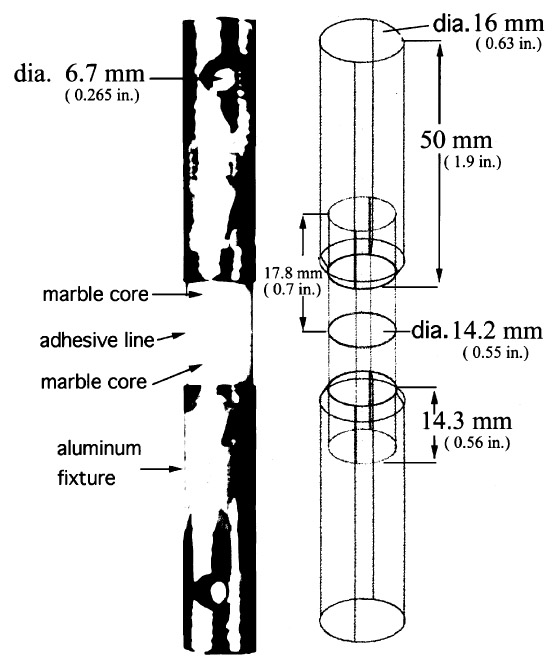 dia. 16 mm
( 0.63 in.)
dia. 6.7 mm
( 0.265 in.)
50 mm
( 1.9 in.)
17.8 mm
( 0.7 in.)
marble core
adhesive line
dia. 14.2 mm
( 0.55 in.)
marble core
14.3 mm
( 0.56 in.)
aluminum
fixture